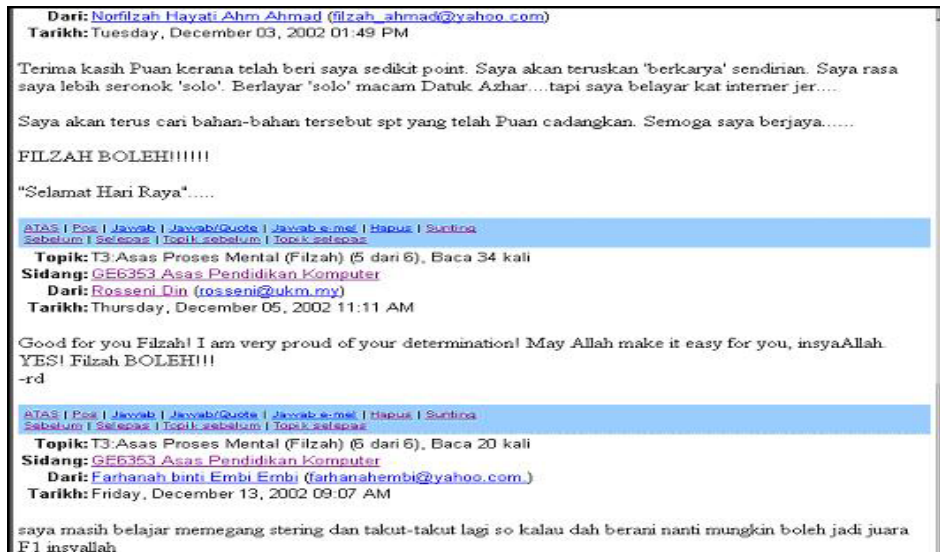 Dari: Norfilzah Hayati Ahm Ahmad (filzah_ahmad@yahoo.com)
Tarikh: Tuesday, December 03, 2002 01:49 PM
Terima kasih Puan kerana telah beri saya sedikit point. Saya akan teruskan 'berkarya' sendirian. Saya rasa
saya lebih seronok 'solo'. Berlayar 'solo' macam Datuk Azhar....tapi saya belayar kat interner jer....
Saya akan terus cari bahan-bahan tersebut spt yang telah Puan cadangkan. Semoga saya berjaya......
FILZAH BOLEH!!!!!!
"Selamat Hari Raya".....
ATAS | Pos | Jawab | Jawab/Quote | Jawab e-mel | Hapus | Sunting
Sebelum | Selepas | Topik sebelum | Topik selepas
Topik: T3:Asas Proses Mental (Filzah) (5 dari 6), Baca 34 kali
Sidang: GE6353 Asas Pendidikan Komputer
Dari: Rosseni Din (rosseni@ukm.my)
Tarikh: Thursday, December 05, 2002 11:11 AM
Good for you Filzah! I am very proud of your determination! May Allah make it easy for you, insyaAllah.
YES! Filzah BOLEH!!!
-rd
ATAS | Pos | Jawab | Jawab/Quote | Jawab e-mel | Hapus | Sunting
Sebelum | Selepas | Topik sebelum | Topik selepas
Topik: T3:Asas Proses Mental (Filzah) (6 dari 6), Baca 20 kali
Sidang: GE6353 Asas Pendidikan Komputer
Dari: Farhanah binti Embi Embi (farhanahembi@yahoo.com.)
Tarikh: Friday, December 13, 2002 09:07 AM
saya masih belajar memegang stering dan takut-takut lagi so kalau dah berani nanti mungkin boleh jadi juara
F1 insyallah